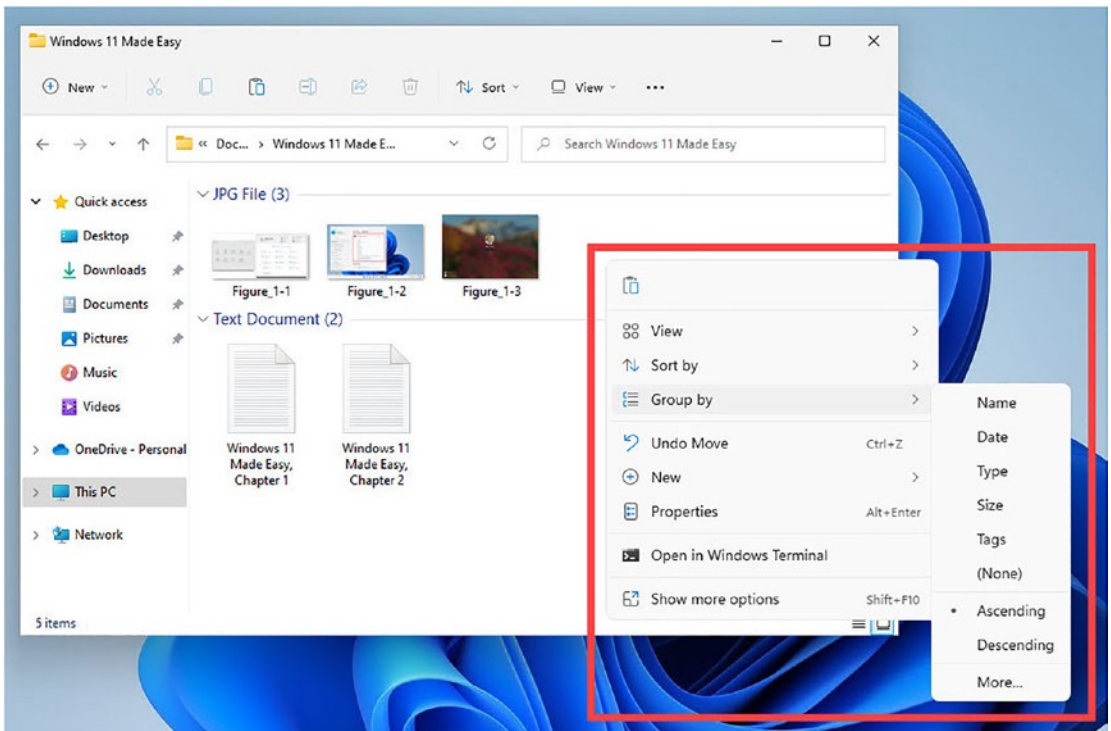 Windows 11 Made Easy
New
Sort
View
« Doc... > Windows 11 Made E...
Search Windows 11 Made Easy
Quick access
Desktop
Downloads
Documents
Pictures
Music
Videos
OneDrive - Personal
This PC
Network
JPG File (3)
Figure_1-1 Figure_1-2 Figure_1-3
Text Document (2)
Windows 11
Made Easy,
Chapter 1
Windows 11
Made Easy,
Chapter 2
5 items
View
Sort by
Group by
Undo Move Ctrl+Z
New
Properties Alt+Enter
Open in Windows Terminal
Show more options Shift+F10
Name
Date
Type
Size
Tags
(None)
• Ascending
Descending
More...